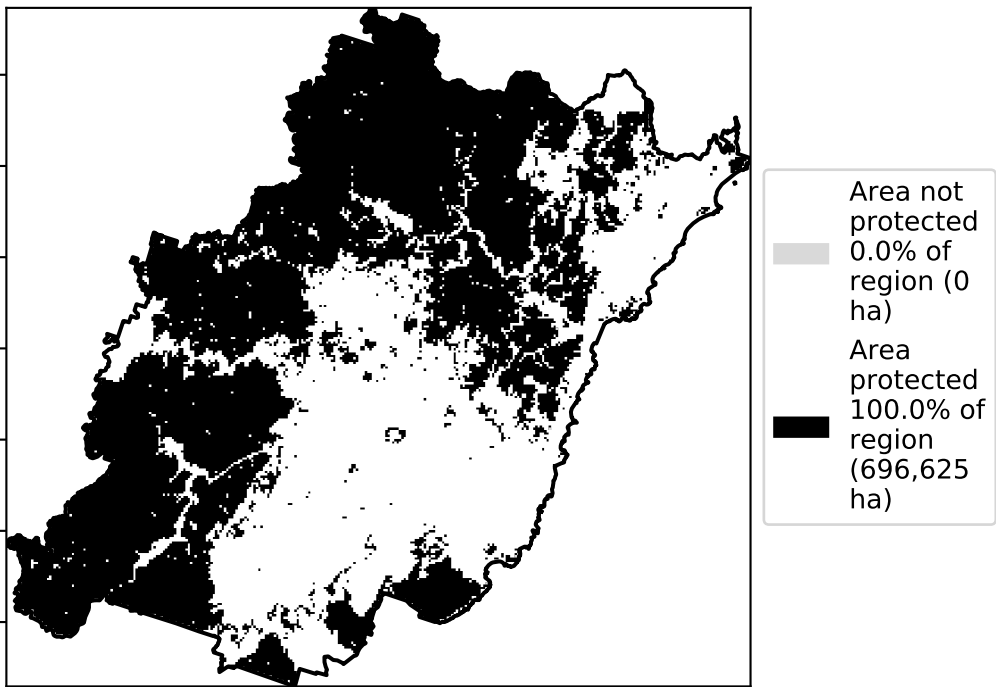 Area not
protected
0.0% of
region (0
ha)
Area
protected
100.0% of
region
(696,625
ha)